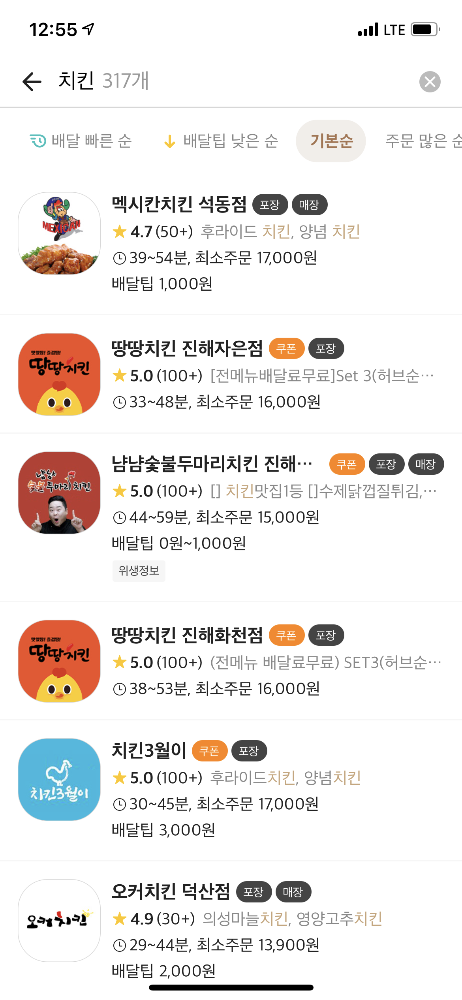 12:55 LTE
치킨 317개
배달 빠른 순 배달팁 낮은 순 기본순 주문 많은 순
MEXICAN
멕시칸치킨 석동점 포장 매장
4.7 (50+) 후라이드 치킨, 양념 치킨
39~54분, 최소주문 17,000원
배달팁 1,000원
맛있땅! 즐겁땅!
땅땅치킨
땅땅치킨 진해자은점 쿠폰 포장
5.0 (100+) [전메뉴배달료무료]Set 3(허브순…
33~48분, 최소주문 16,000원
냠냠
숯불두마리치킨
냠냠숯불두마리치킨 진해… 쿠폰 포장 매장
5.0 (100+) [] 치킨맛집1등 []수제닭껍질튀김,…
44~59분, 최소주문 15,000원
배달팁 0원~1,000원
위생정보
맛있땅! 즐겁땅!
땅땅치킨
땅땅치킨 진해화천점 쿠폰 포장
5.0 (100+) (전메뉴 배달료무료) SET3(허브순…
38~53분, 최소주문 16,000원
치킨3월이
치킨3월이 쿠폰 포장
5.0 (100+) 후라이드치킨, 양념치킨
30~45분, 최소주문 17,000원
배달팁 3,000원
오커치킨
오커치킨 덕산점 포장 매장
4.9 (30+) 의성마늘치킨, 영양고추치킨
29~44분, 최소주문 13,900원
배달팁 2,000원